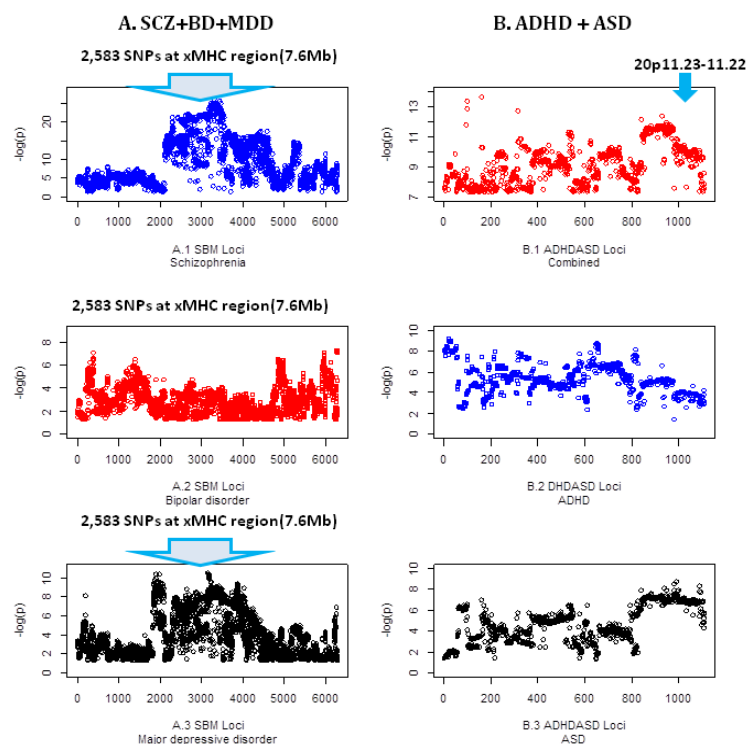 A. SCZ+BD+MDD
2,583 SNPs at xMHC region(7.6Mb)
-log(p)
20
15
10
5
0
0 1000 2000 3000 4000 5000 6000
A.1 SBM Loci
Schizophrenia
2,583 SNPs at xMHC region(7.6Mb)
-log(p)
8
6
4
2
0
0 1000 2000 3000 4000 5000 6000
A.2 SBM Loci
Bipolar disorder
2,583 SNPs at xMHC region(7.6Mb)
-log(p)
10
8
6
4
2
0
0 1000 2000 3000 4000 5000 6000
A.3 SBM Loci
Major depressive disorder
B. ADHD + ASD
20p11.23-11.22
-log(p)
13
11
9
7
0 200 400 600 800 1000
B.1 ADHDASD Loci
Combined
-log(p)
10
8
6
4
2
0
0 200 400 600 800 1000
B.2 DHDASD Loci
ADHD
-log(p)
10
8
6
4
2
0
0 200 400 600 800 1000
B.3 ADHDASD Loci
ASD